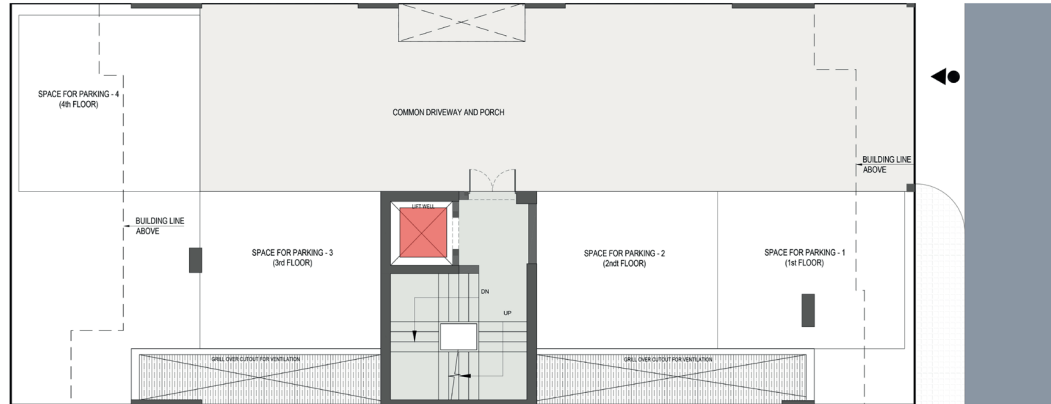 SPACE FOR PARKING - 4
(4th FLOOR)
COMMON DRIVEWAY AND PORCH
BUILDING LINE
ABOVE
BUILDING LINE
ABOVE
LIFT WELL
SPACE FOR PARKING - 3
(3rd FLOOR)
SPACE FOR PARKING - 2
(2ndt FLOOR)
SPACE FOR PARKING - 1
(1st FLOOR)
DN
UP
GRILL OVER CUTOUT FOR VENTILATION
GRILL OVER CUTOUT FOR VENTILATION